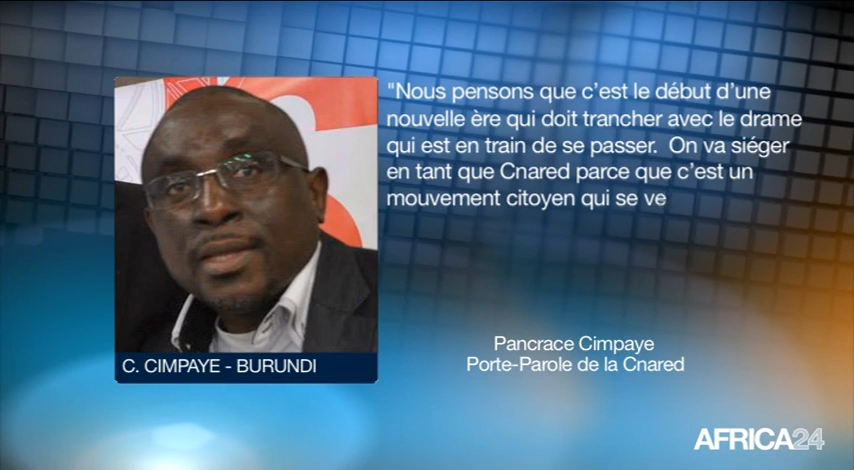 "Nous pensons que c'est le début d'une
nouvelle ère qui doit trancher avec le drame
qui est en train de se passer.  On va siéger
en tant que Cnared parce que c'est un
mouvement citoyen qui se ve
C. CIMPAYE - BURUNDI
Pancrace Cimpaye
Porte-Parole de la Cnared
AFRICA24